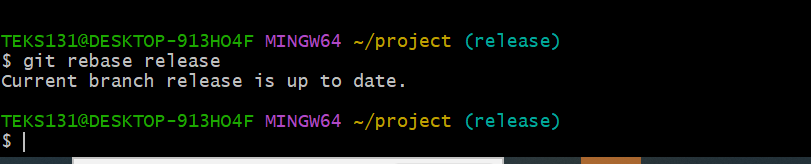 TEKS131@DESKTOP-913HO4F MINGW64 ~/project (release)
$ git rebase release
Current branch release is up to date.
TEKS131@DESKTOP-913HO4F MINGW64 ~/project (release)
$